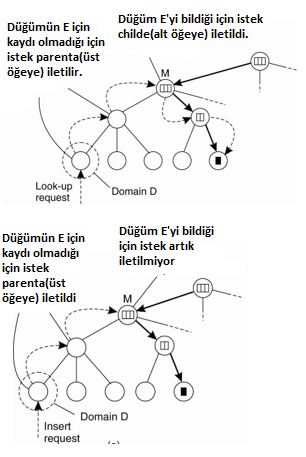 Düğümün E için
kaydı olmadığı için
istek parenta(üst
öğeye) iletilir.
Düğüm E'yi bildiği için istek
childe(alt öğeye) iletildi.
M
Look-up
request
Domain D
Düğümün E için
kaydı olmadığı
için istek
parenta(üst
öğeye) iletildi
Düğüm E'yi bildiği
için istek artık
iletilmiyor
M
Domain D
Insert
request